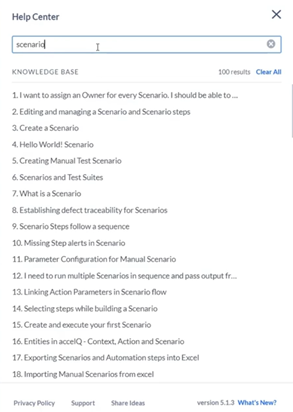 Help Center
scenario
KNOWLEDGE BASE 100 results Clear All
1. I want to assign an Owner for every Scenario. I should be able to ...
2. Editing and managing a Scenario and Scenario steps
3. Create a Scenario
4. Hello World! Scenario
5. Creating Manual Test Scenario
6. Scenarios and Test Suites
7. What is a Scenario
8. Establishing defect traceability for Scenarios
9. Scenario Steps follow a sequence
10. Missing Step alerts in Scenario
11. Parameter Configuration for Manual Scenario
12. I need to run multiple Scenarios in sequence and pass output fr...
13. Linking Action Parameters in Scenario flow
14. Selecting steps while building a Scenario
15. Create and execute your first Scenario
16. Entities in accelQ - Context, Action and Scenario
17. Exporting Scenarios and Automation steps into Excel
18. Importing Manual Scenarios from excel
Privacy Policy Support Share Ideas version 5.1.3 What's New?